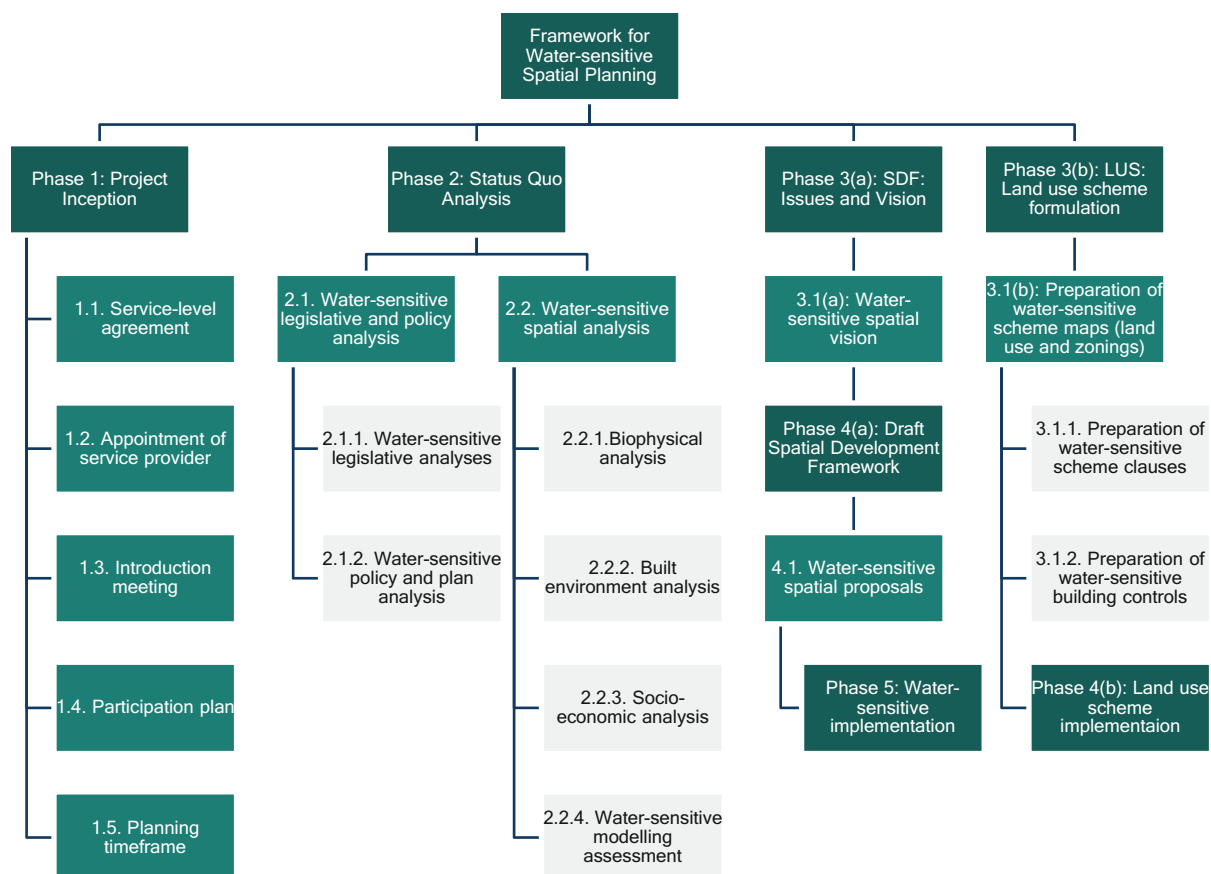 Framework for
Water-sensitive
Spatial Planning
Phase 1: Project
Inception
Phase 2: Status Quo
Analysis
Phase 3(a): SDF:
Issues and Vision
Phase 3(b): LUS:
Land use scheme
formulation
1.1. Service-level
agreement
1.2. Appointment of
service provider
1.3. Introduction
meeting
1.4. Participation plan
1.5. Planning
timeframe
2.1. Water-sensitive
legislative and policy
analysis
2.1.1. Water-sensitive
legislative analyses
2.1.2. Water-sensitive
policy and plan
analysis
2.2. Water-sensitive
spatial analysis
2.2.1.Biophysical
analysis
2.2.2. Built
environment analysis
2.2.3. Socio-
economic analysis
2.2.4. Water-sensitive
modelling
assessment
3.1(a): Water-
sensitive spatial
vision
Phase 4(a): Draft
Spatial Development
Framework
4.1. Water-sensitive
spatial proposals
Phase 5: Water-
sensitive
implementation
3.1(b): Preparation of
water-sensitive
scheme maps (land
use and zonings)
3.1.1. Preparation of
water-sensitive
scheme clauses
3.1.2. Preparation of
water-sensitive
building controls
Phase 4(b): Land use
scheme
implementaion